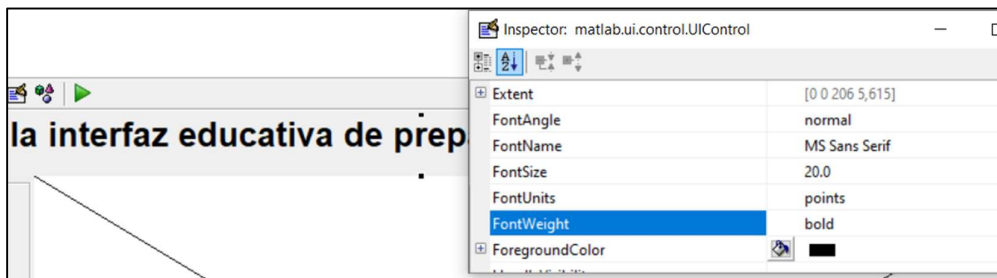 Inspector: matlab.ui.control.UIControl
la interfaz educativa de prep
Extent [0 0 206 5,615]
FontAngle normal
FontName MS Sans Serif
FontSize 20.0
FontUnits points
FontWeight bold
ForegroundColor